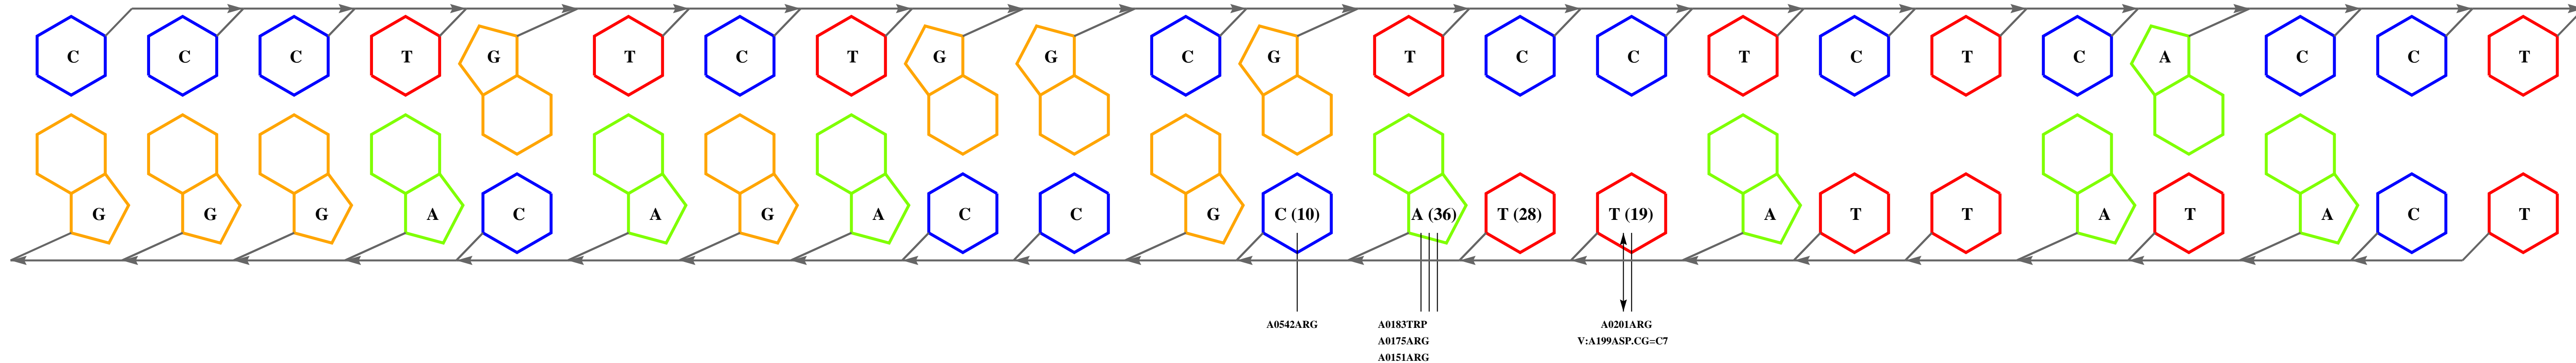 C C C T G T C T G G C G T C C T C T C A C C T
G G G A C A G A C C G C (10) A (36) T (28) T (19) A T T A T A C T
A0542ARG A0183TRP A0201ARG
A0175ARG V:A199ASP.CG=C7
A0151ARG